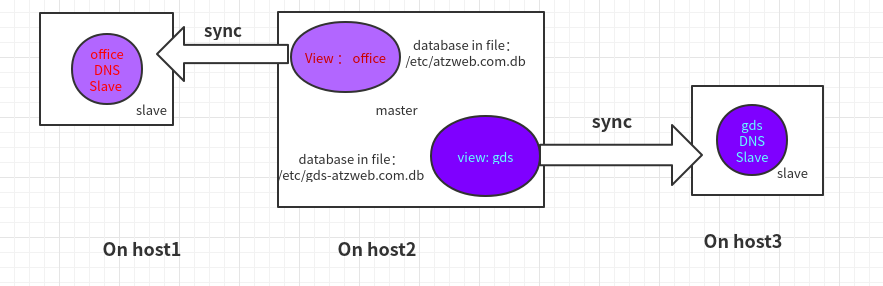 sync
office
DNS
Slave
slave
View： office
database in file：
/etc/atzweb.com.db
master
database in file：
/etc/gds-atzweb.com.db
view: gds
sync
gds
DNS
Slave
slave
On host1
On host2
On host3